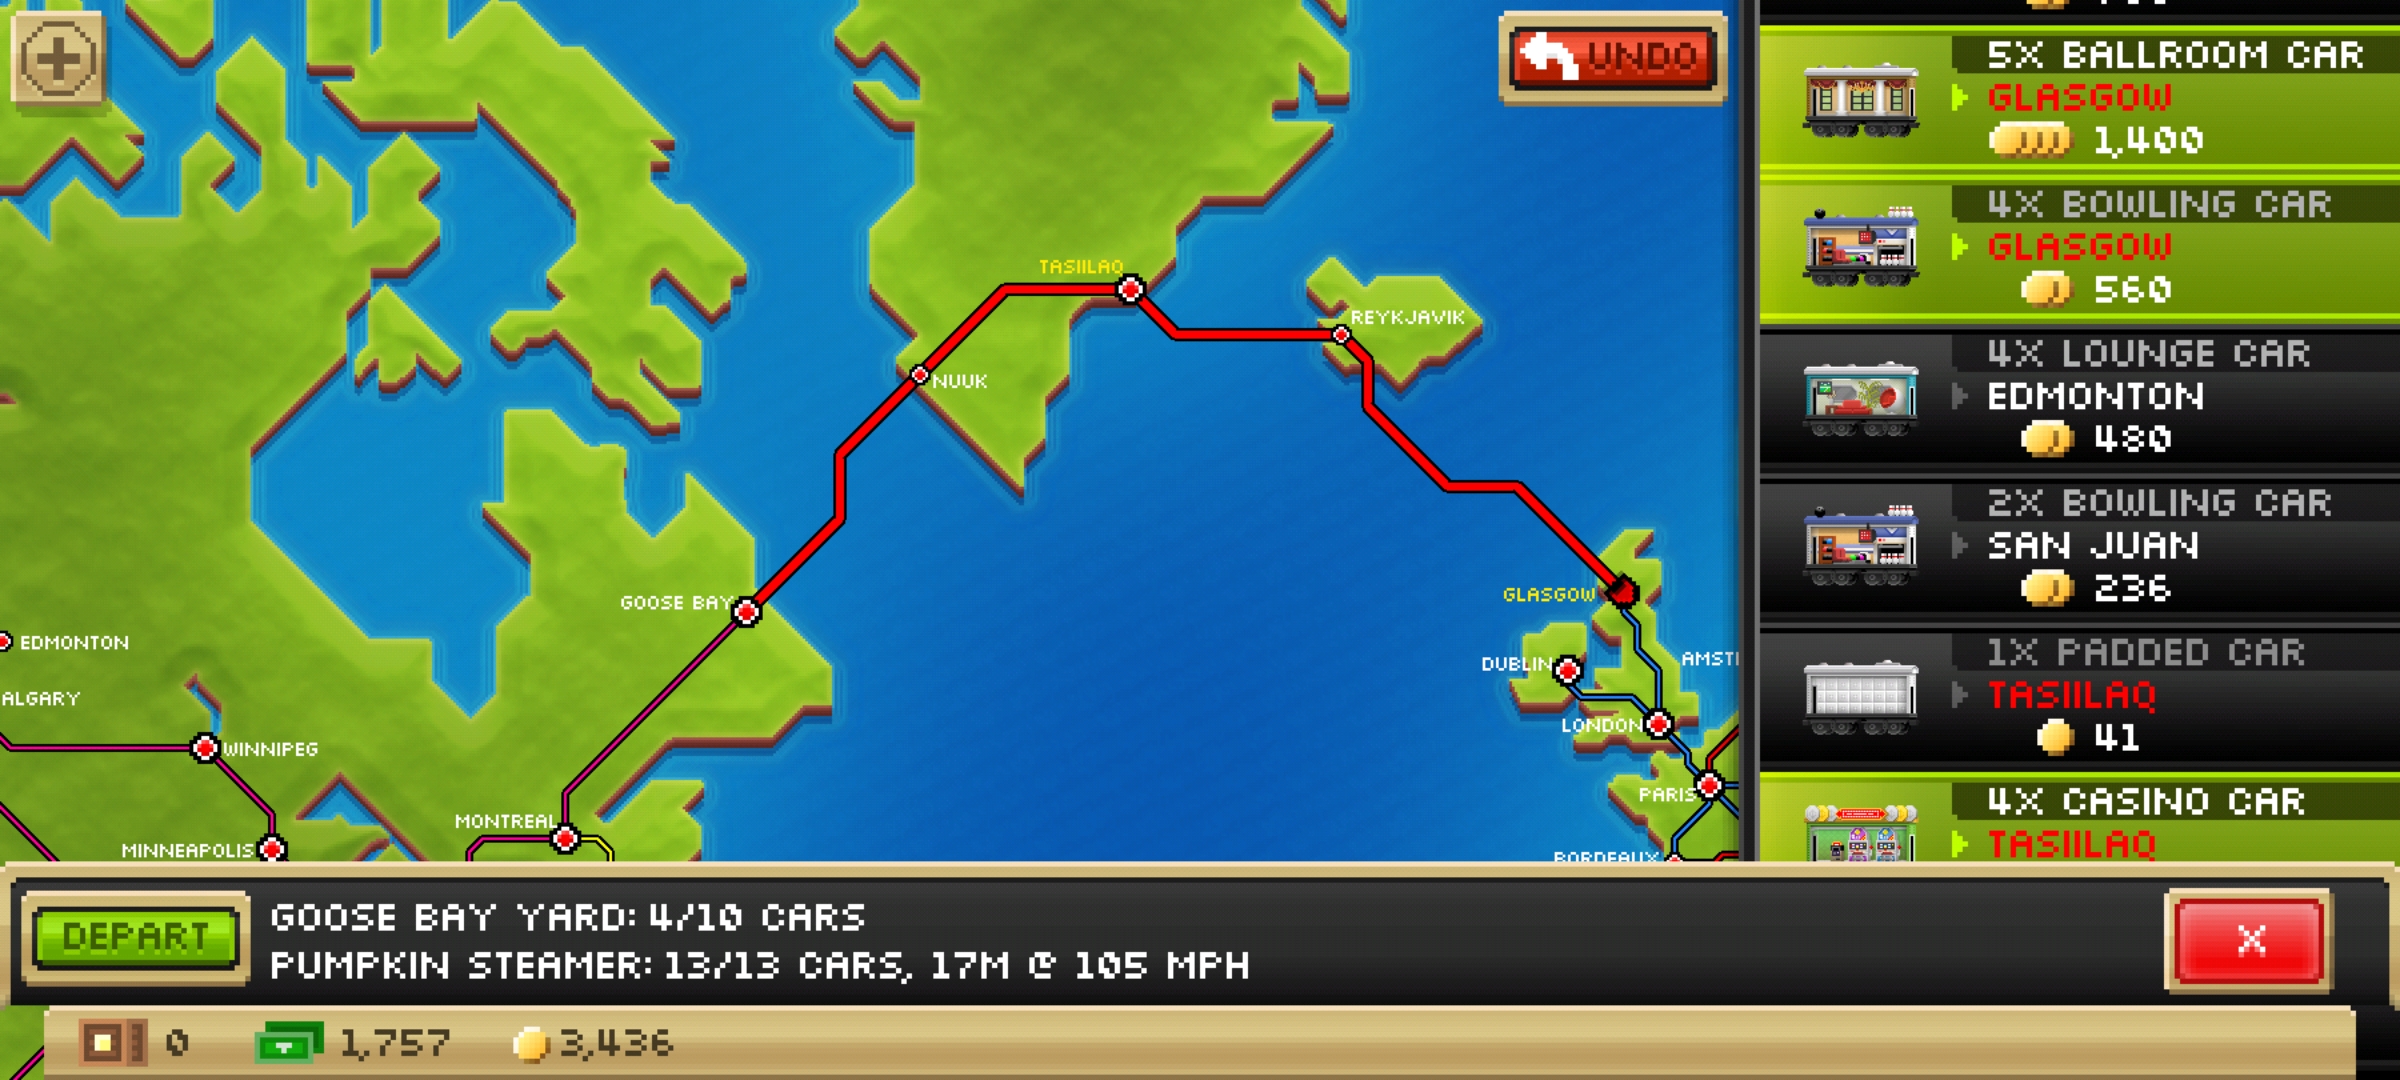 UNDO
TASIILAQ
REYKJAVIK
NUUK
GOOSE BAY
GLASGOW
EDMONTON
DUBLIN
AMST
ALGARY
LONDON
WINNIPEG
PARIS
MONTREAL
MINNEAPOLIS
BORDEAUX
5X BALLROOM CAR
GLASGOW
1,400
4X BOWLING CAR
GLASGOW
560
4X LOUNGE CAR
EDMONTON
480
2X BOWLING CAR
SAN JUAN
236
1X PADDED CAR
TASIILAQ
41
4X CASINO CAR
TASIILAQ
DEPART
GOOSE BAY YARD: 4/10 CARS
PUMPKIN STEAMER: 13/13 CARS, 17M @ 105 MPH
X
0
1,757
3,436